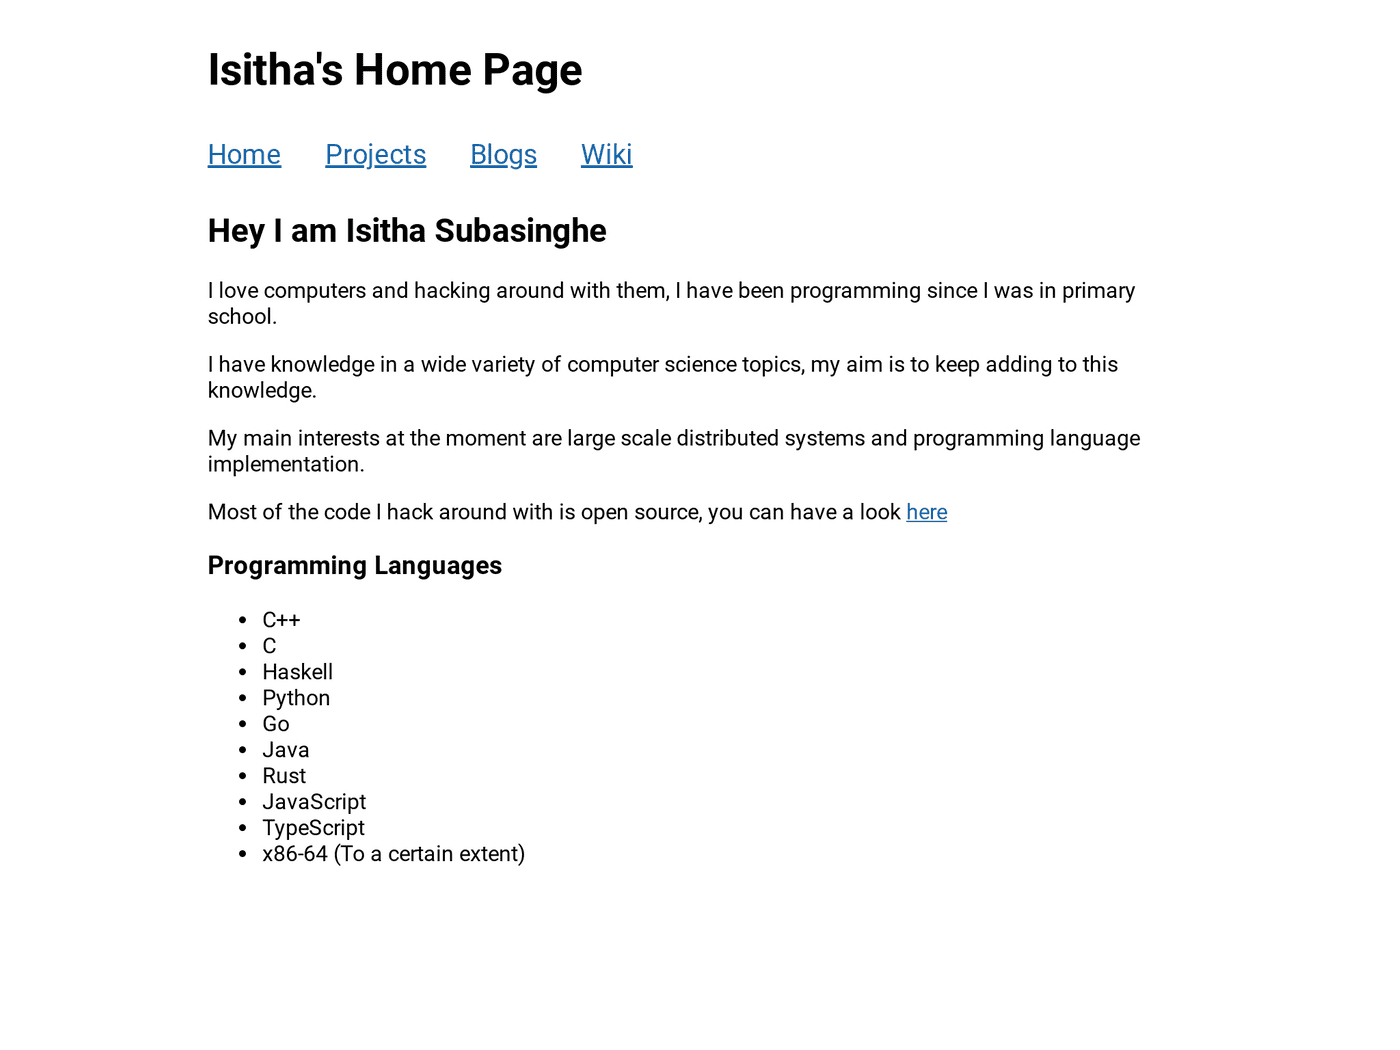 Isitha's Home Page
Home Projects Blogs Wiki
Hey I am Isitha Subasinghe
I love computers and hacking around with them, I have been programming since I was in primary
school.
I have knowledge in a wide variety of computer science topics, my aim is to keep adding to this
knowledge.
My main interests at the moment are large scale distributed systems and programming language
implementation.
Most of the code I hack around with is open source, you can have a look here
Programming Languages
• C++
• C
• Haskell
• Python
• Go
• Java
• Rust
• JavaScript
• TypeScript
• x86-64 (To a certain extent)